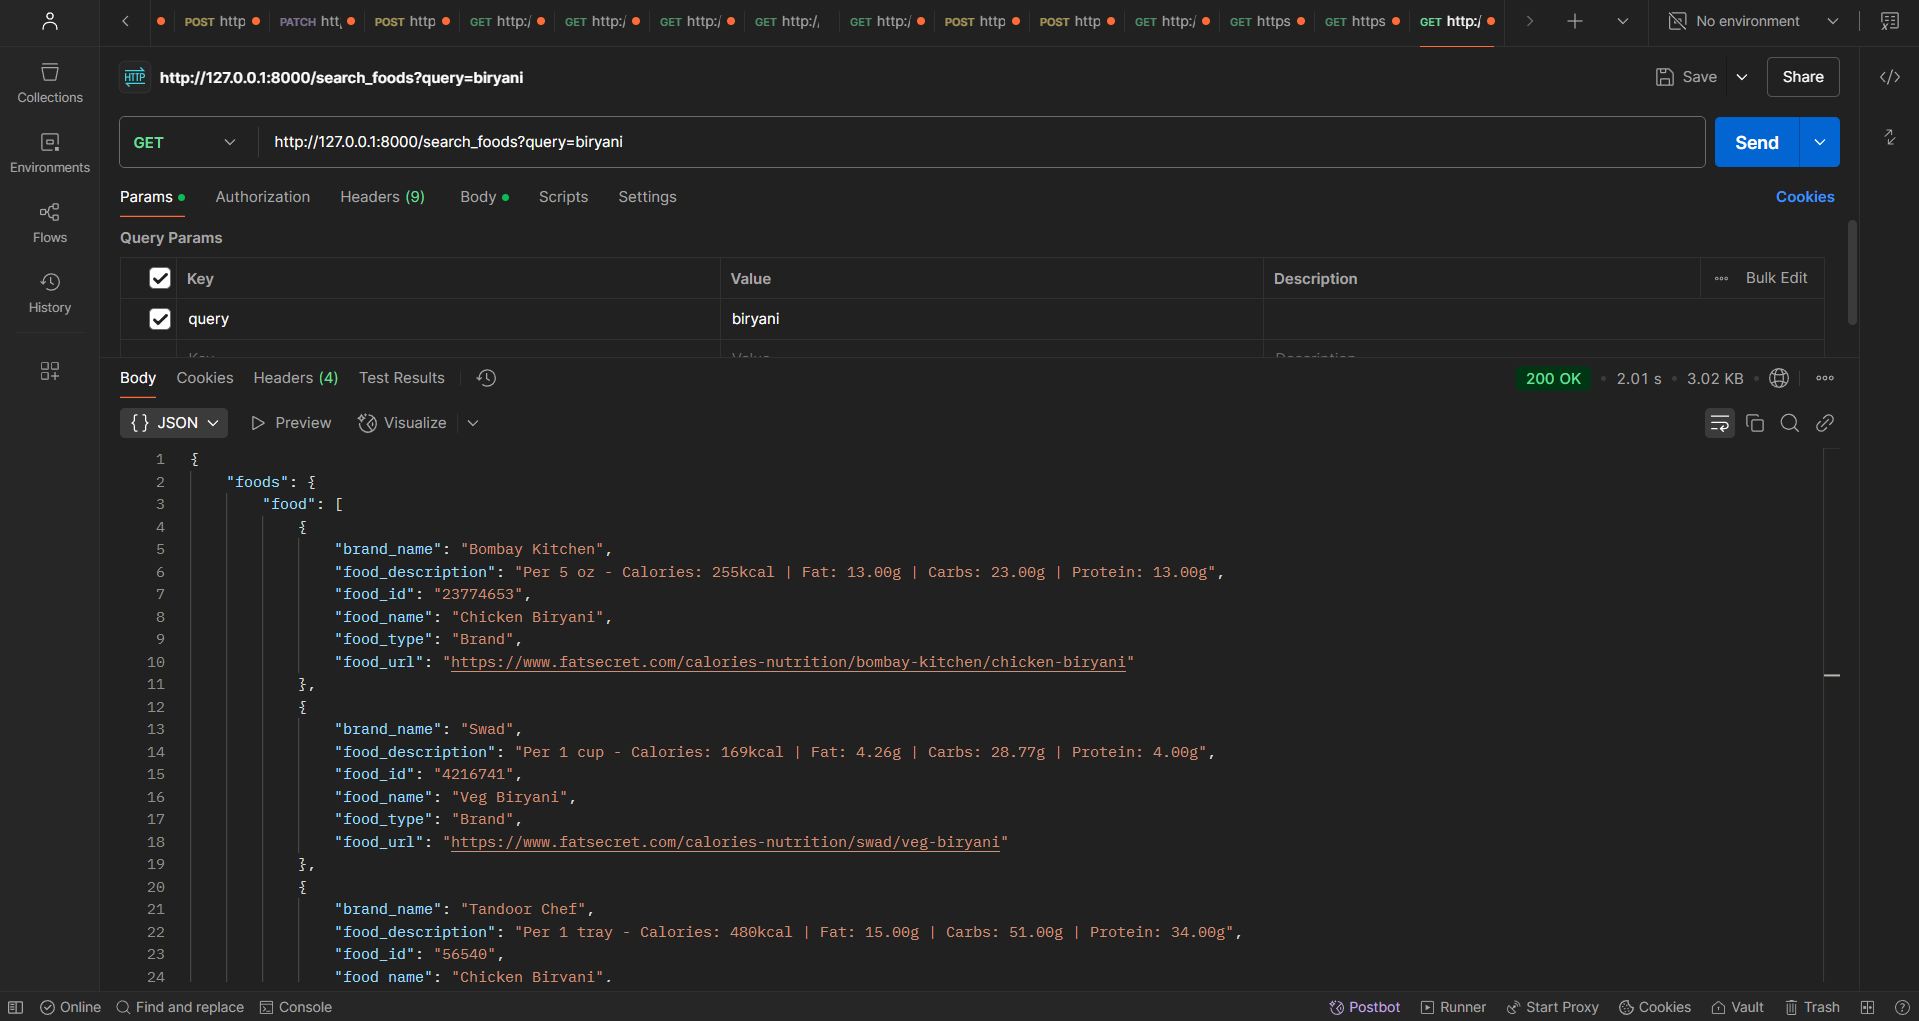 POST http PATCH htt POST http GET http:/ GET http:/ GET http:/ GET http:/ GET http:/ POST http POST http GET http:/ GET https GET https GET http:/ No environment
HTTP http://127.0.0.1:8000/search_foods?query=biryani Save Share
Collections
GET http://127.0.0.1:8000/search_foods?query=biryani Send
Environments
Params Authorization Headers (9) Body Scripts Settings Cookies
Flows
Query Params
Key Value Description Bulk Edit
History
query biryani
Key Value Description
Body Cookies Headers (4) Test Results 200 OK 2.01 s 3.02 KB
{} JSON Preview Visualize
1 {
2 "foods": {
3 "food": [
4 {
5 "brand_name": "Bombay Kitchen",
6 "food_description": "Per 5 oz - Calories: 255kcal | Fat: 13.00g | Carbs: 23.00g | Protein: 13.00g",
7 "food_id": "23774653",
8 "food_name": "Chicken Biryani",
9 "food_type": "Brand",
10 "food_url": "https://www.fatsecret.com/calories-nutrition/bombay-kitchen/chicken-biryani"
11 },
12 {
13 "brand_name": "Swad",
14 "food_description": "Per 1 cup - Calories: 169kcal | Fat: 4.26g | Carbs: 28.77g | Protein: 4.00g",
15 "food_id": "4216741",
16 "food_name": "Veg Biryani",
17 "food_type": "Brand",
18 "food_url": "https://www.fatsecret.com/calories-nutrition/swad/veg-biryani"
19 },
20 {
21 "brand_name": "Tandoor Chef",
22 "food_description": "Per 1 tray - Calories: 480kcal | Fat: 15.00g | Carbs: 51.00g | Protein: 34.00g",
23 "food_id": "56540",
24 "food_name": "Chicken Biryani",
Online Find and replace Console Postbot Runner Start Proxy Cookies Vault Trash